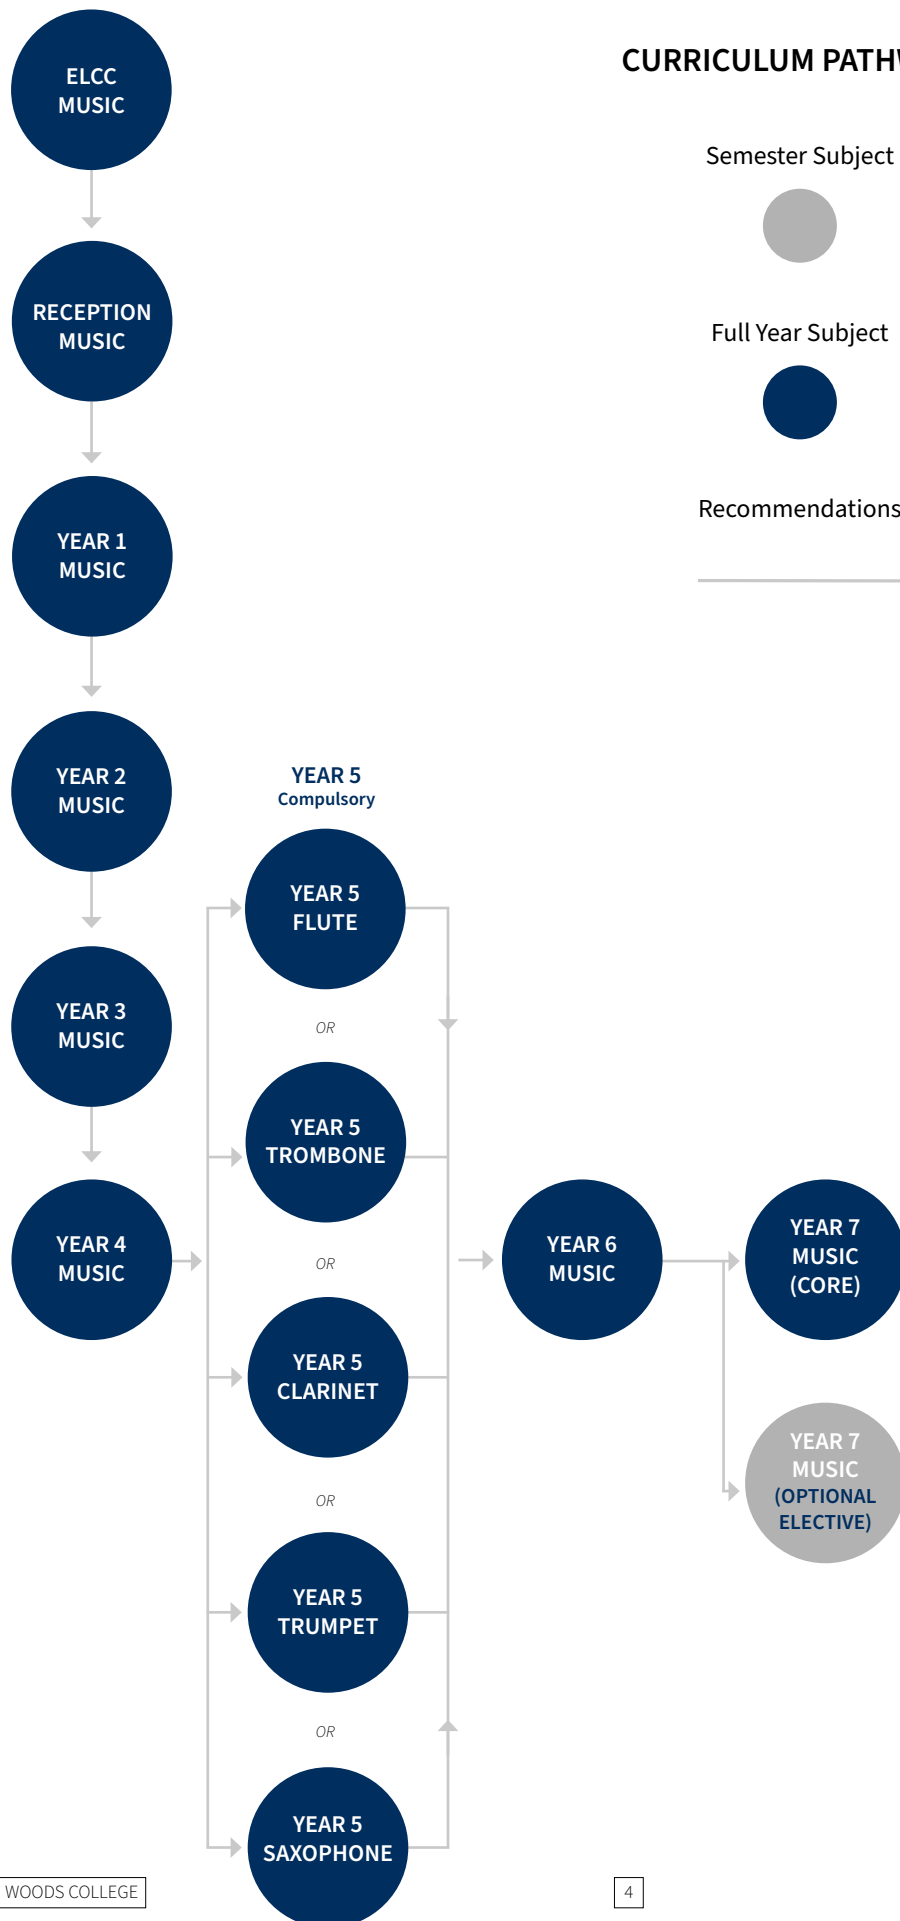 ELCC
MUSIC
RECEPTION
MUSIC
YEAR 1
MUSIC
YEAR 2
MUSIC
YEAR 3
MUSIC
YEAR 4
MUSIC
YEAR 5
Compulsory
YEAR 5
FLUTE
OR
YEAR 5
TROMBONE
OR
YEAR 5
CLARINET
OR
YEAR 5
TRUMPET
OR
YEAR 5
SAXOPHONE
YEAR 6
MUSIC
YEAR 7
MUSIC
(CORE)
YEAR 7
MUSIC
(OPTIONAL
ELECTIVE)
CURRICULUM
Semester Subject
Full Year Subject
Recommendations
WOODS COLLEGE
4